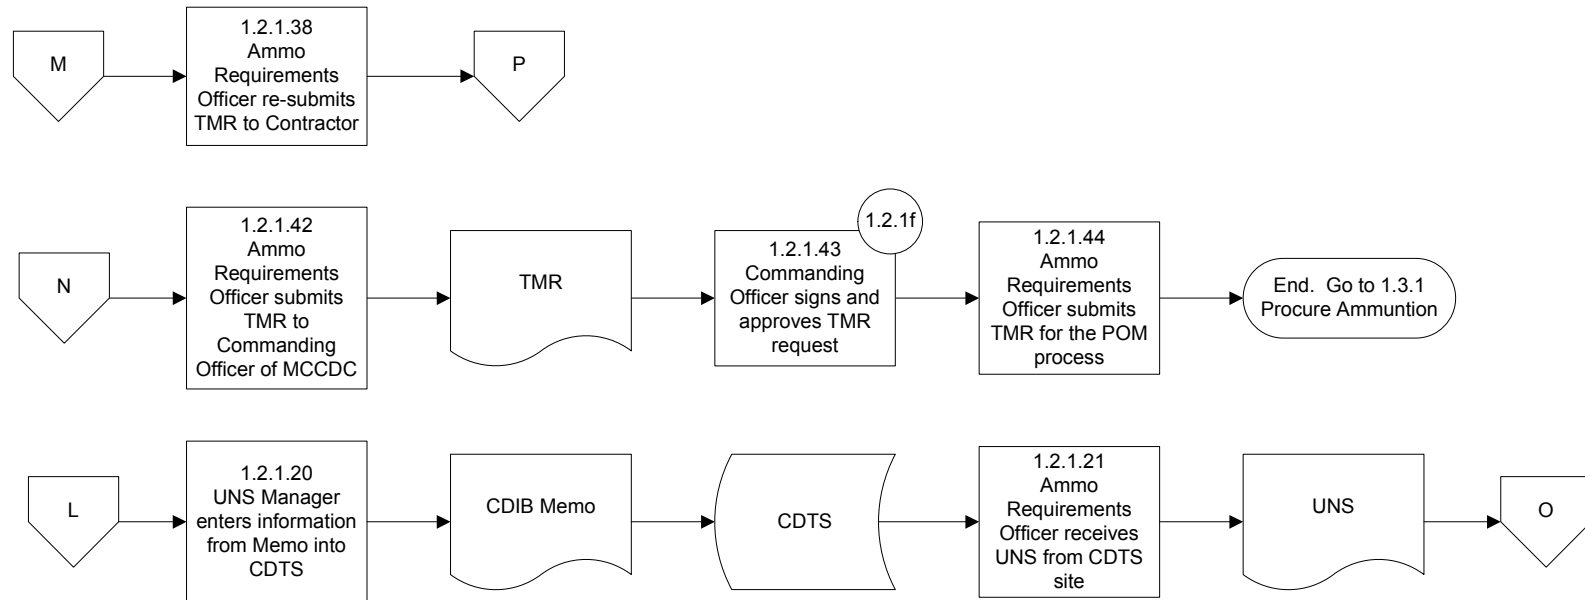 M
1.2.1.38
Ammo
Requirements
Officer re-submits
TMR to Contractor
P
N
1.2.1.42
Ammo
Requirements
Officer submits
TMR to
Commanding
Officer of MCCDC
TMR
1.2.1f
1.2.1.43
Commanding
Officer signs and
approves TMR
request
1.2.1.44
Ammo
Requirements
Officer submits
TMR for the POM
process
End. Go to 1.3.1
Procure Ammuntion
L
1.2.1.20
UNS Manager
enters information
from Memo into
CDTS
CDIB Memo
CDTS
1.2.1.21
Ammo
Requirements
Officer receives
UNS from CDTS
site
UNS
O